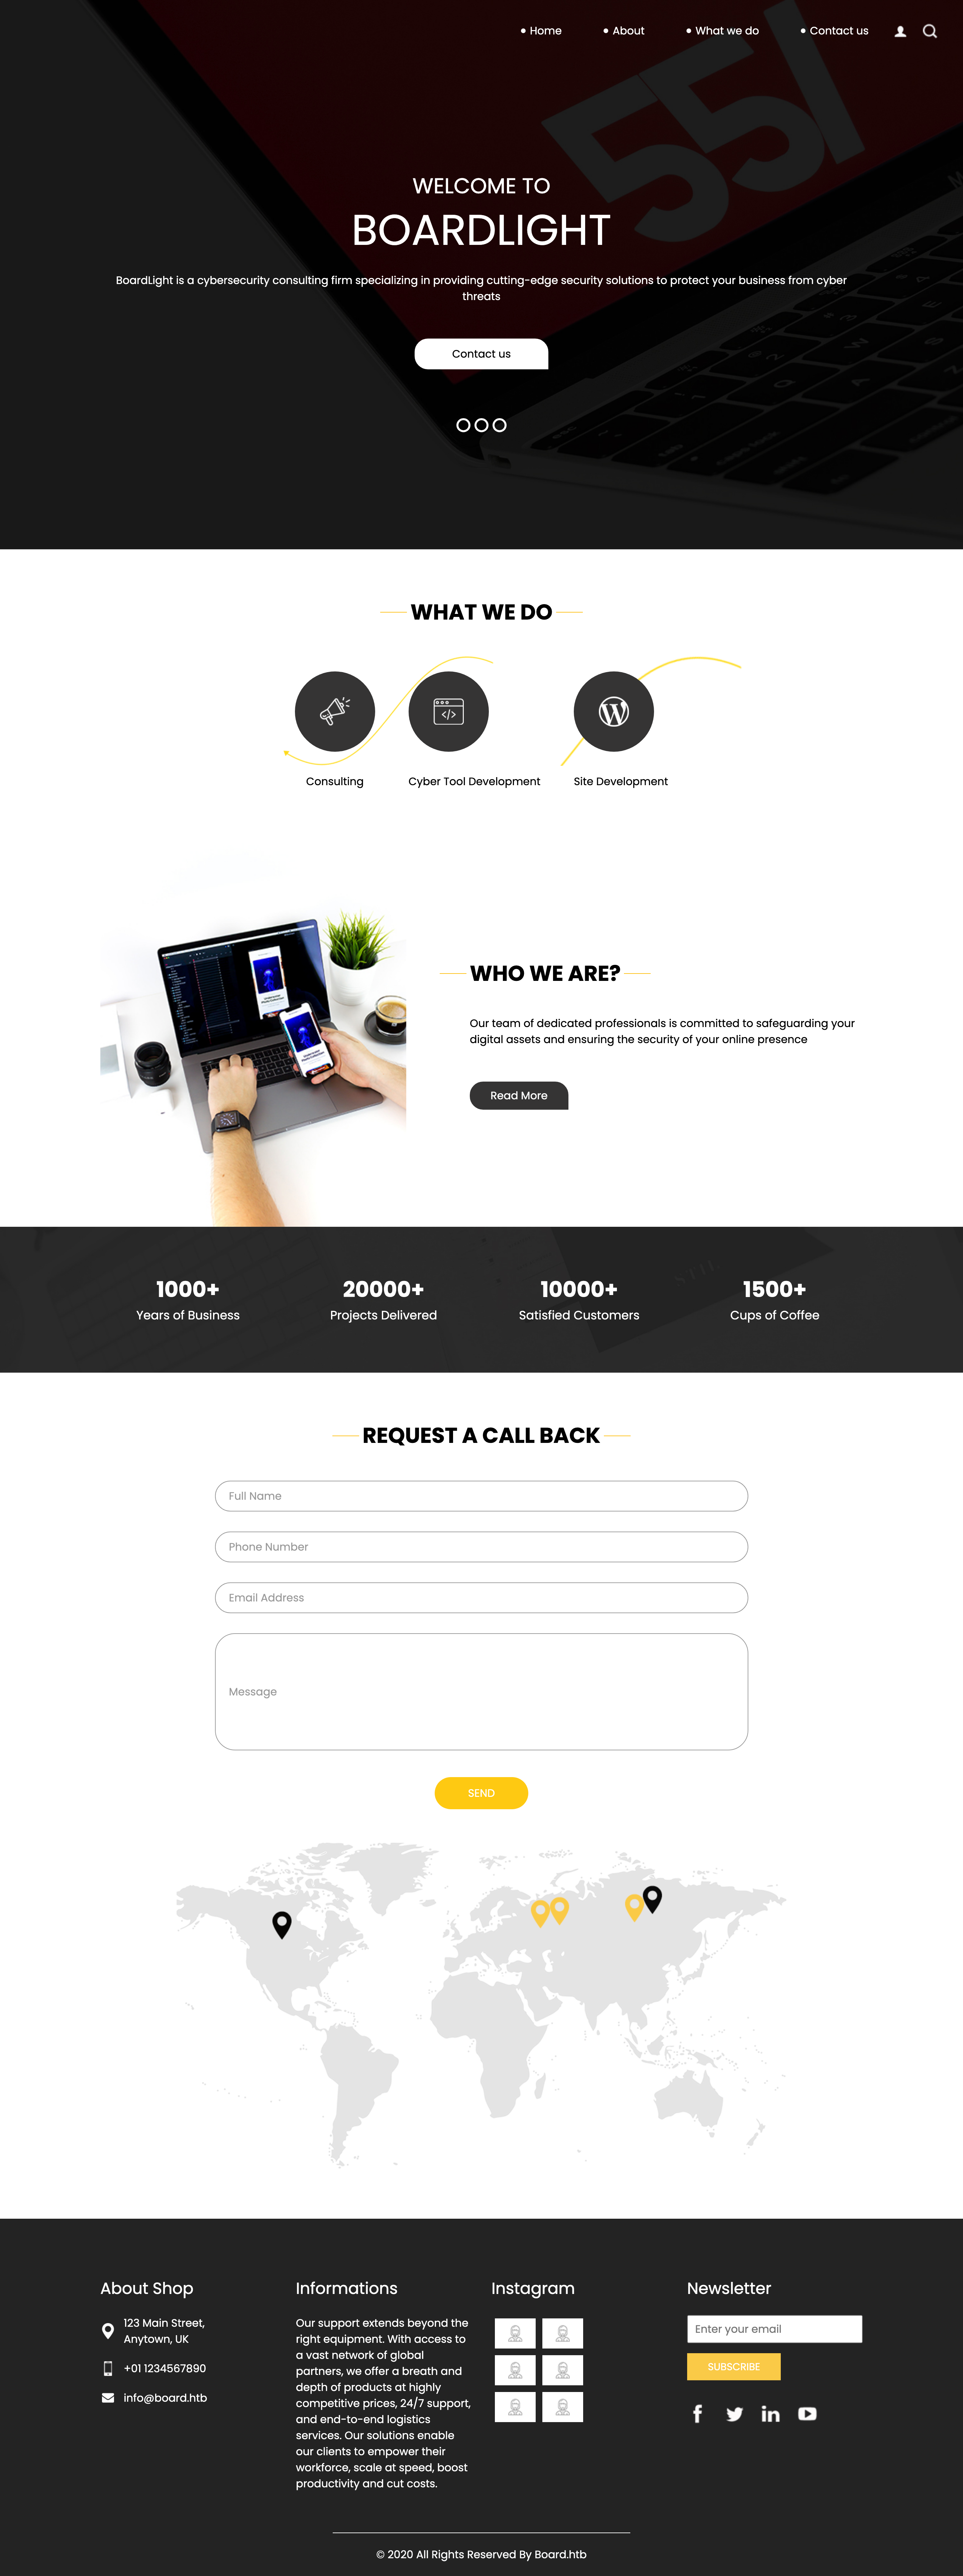 Home
About
What we do
Contact us
551
WELCOME TO
BOARDLIGHT
BoardLight is a cybersecurity consulting firm specializing in providing cutting-edge security solutions to protect your business from cyber
threats
Contact us
WHAT WE DO
Consulting
Cyber Tool Development
Site Development
WHO WE ARE?
Our team of dedicated professionals is committed to safeguarding your
digital assets and ensuring the security of your online presence
Read More
1000+
Years of Business
20000+
Projects Delivered
10000+
Satisfied Customers
1500+
Cups of Coffee
REQUEST A CALL BACK
Full Name
Phone Number
Email Address
Message
SEND
About Shop
123 Main Street,
Anytown, UK
+01 1234567890
info@board.htb
Informations
Our support extends beyond the
right equipment. With access to
a vast network of global
partners, we offer a breath and
depth of products at highly
competitive prices, 24/7 support,
and end-to-end logistics
services. Our solutions enable
our clients to empower their
workforce, scale at speed, boost
productivity and cut costs.
Instagram
Newsletter
Enter your email
SUBSCRIBE
© 2020 All Rights Reserved By Board.htb